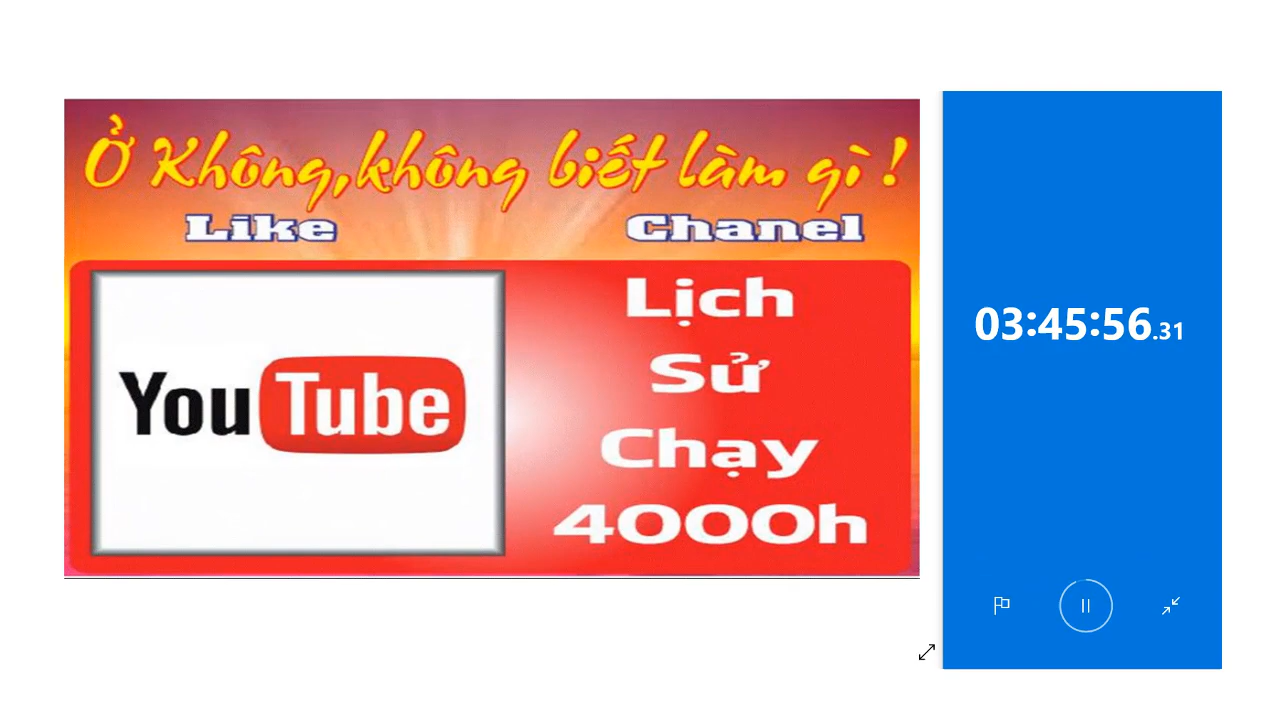 Ở Không, không biết làm gì !
Like Chanel
YouTube
Lịch
Sử
Chạy
4000h
03:45:56.31